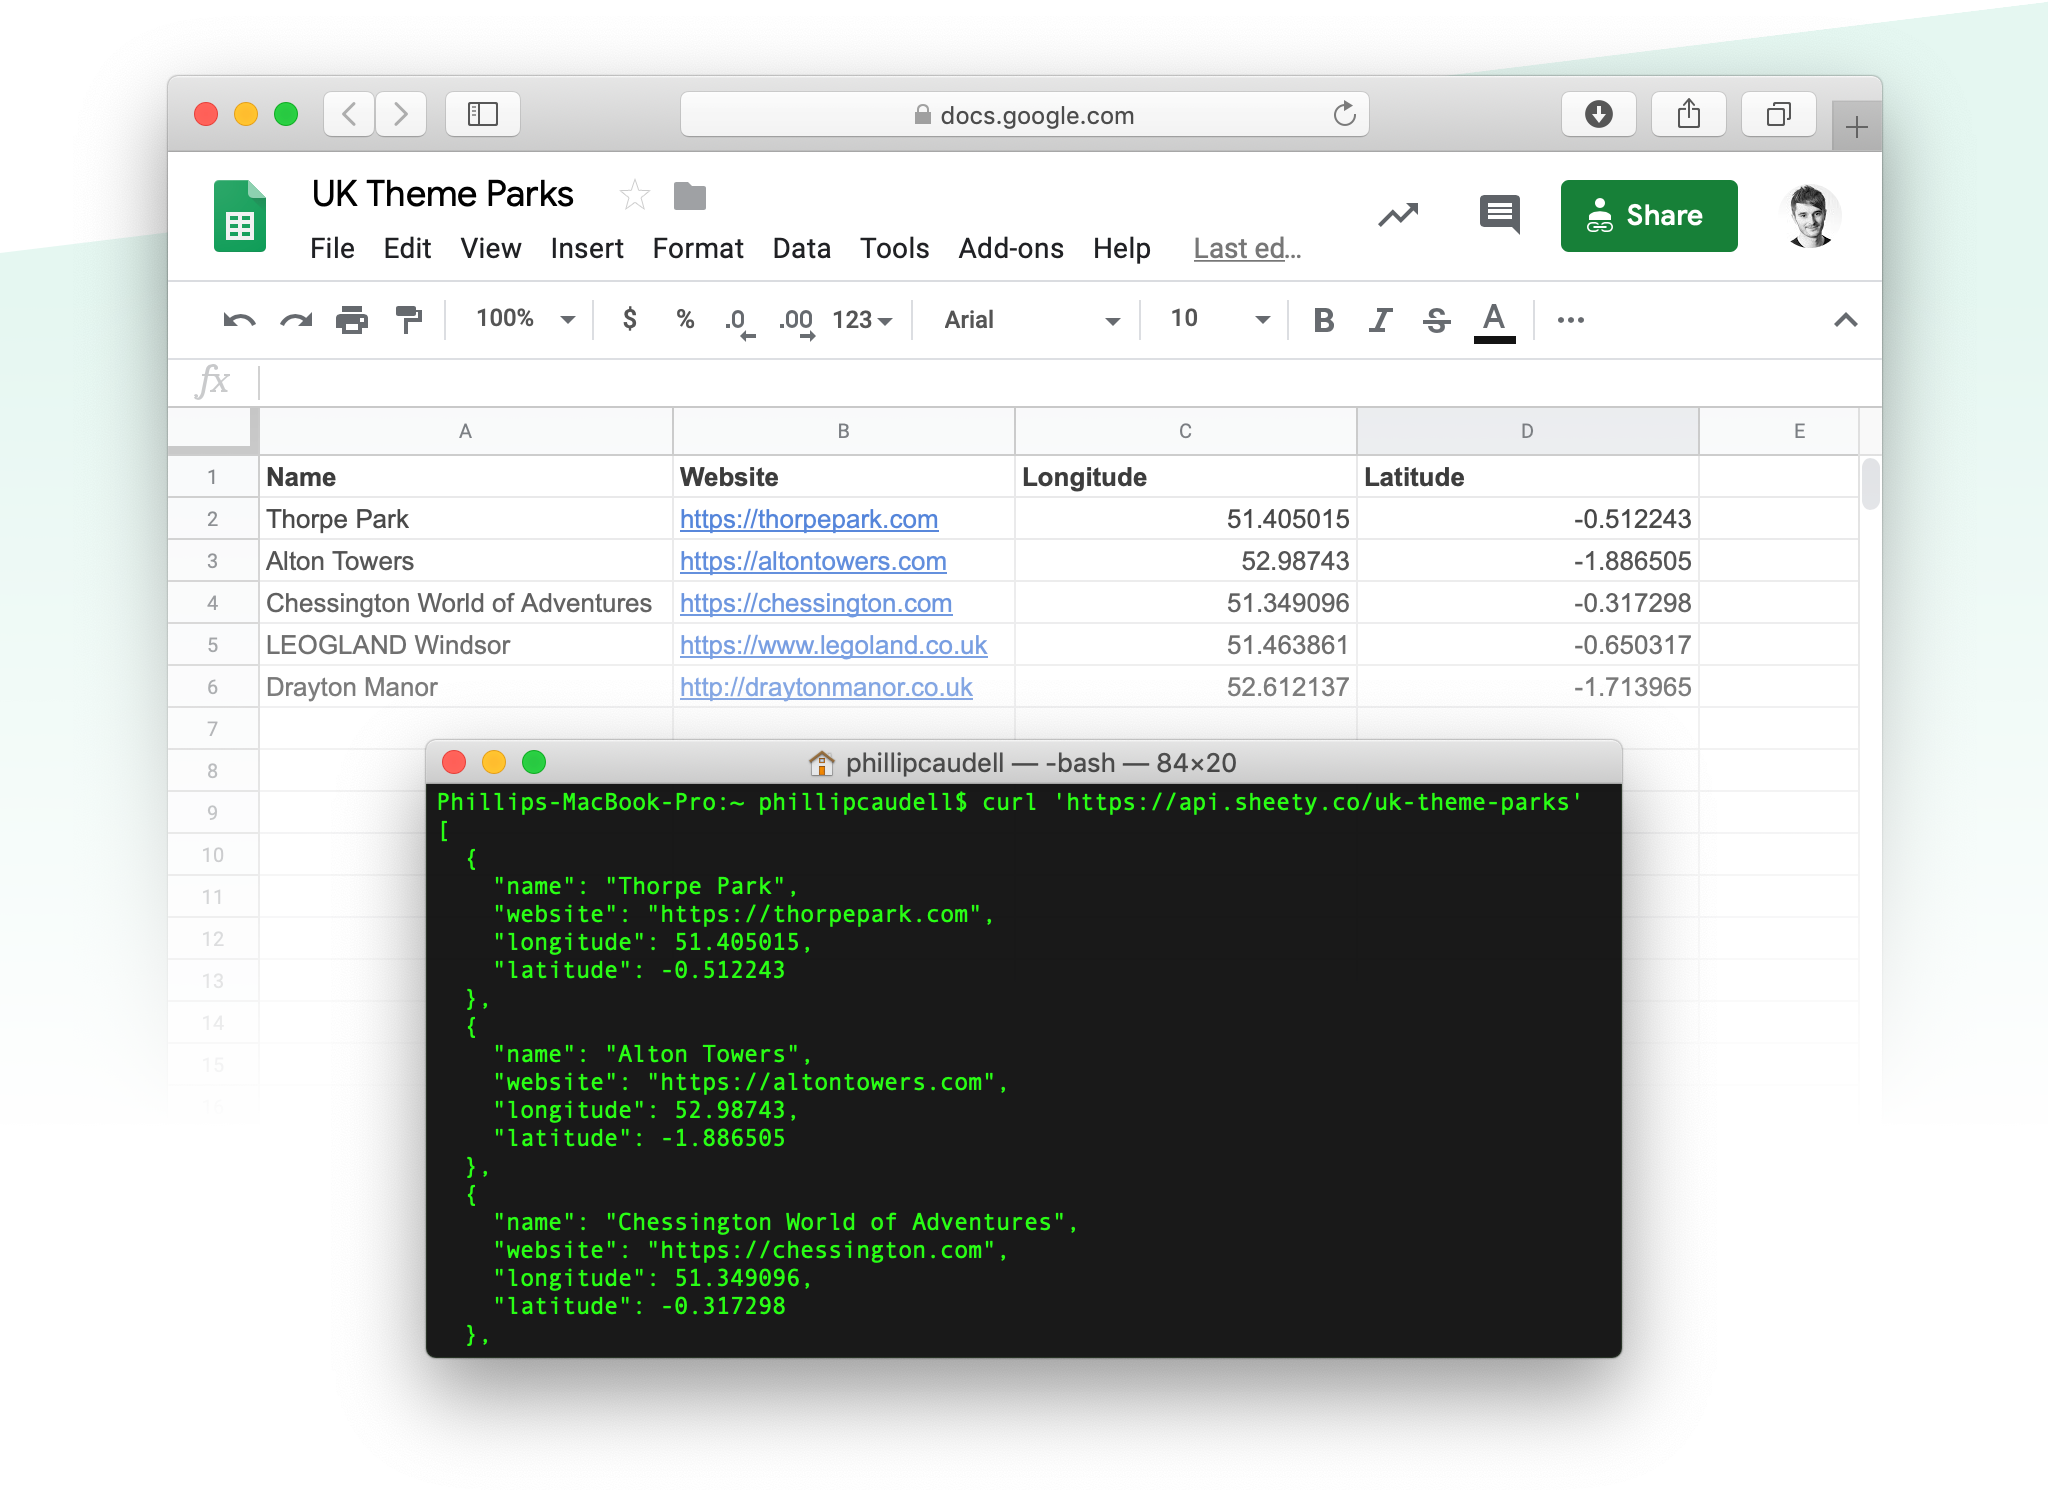 docs.google.com
UK Theme Parks
File Edit View Insert Format Data Tools Add-ons Help Last ed...
Share
100% $ % .0 .00 123 Arial 10 B I S A
fx
A B C D E
1 Name Website Longitude Latitude
2 Thorpe Park https://thorpepark.com 51.405015 -0.512243
3 Alton Towers https://altontowers.com 52.98743 -1.886505
4 Chessington World of Adventures https://chessington.com 51.349096 -0.317298
5 LEOGLAND Windsor https://www.legoland.co.uk 51.463861 -0.650317
6 Drayton Manor http://draytonmanor.co.uk 52.612137 -1.713965
7
8
9
10
11
12
13
14
15
16
phillipcaudell — -bash — 84×20
Phillips-MacBook-Pro:~ phillipcaudell$ curl 'https://api.sheety.co/uk-theme-parks'
[
{
"name": "Thorpe Park",
"website": "https://thorpepark.com",
"longitude": 51.405015,
"latitude": -0.512243
},
{
"name": "Alton Towers",
"website": "https://altontowers.com",
"longitude": 52.98743,
"latitude": -1.886505
},
{
"name": "Chessington World of Adventures",
"website": "https://chessington.com",
"longitude": 51.349096,
"latitude": -0.317298
},